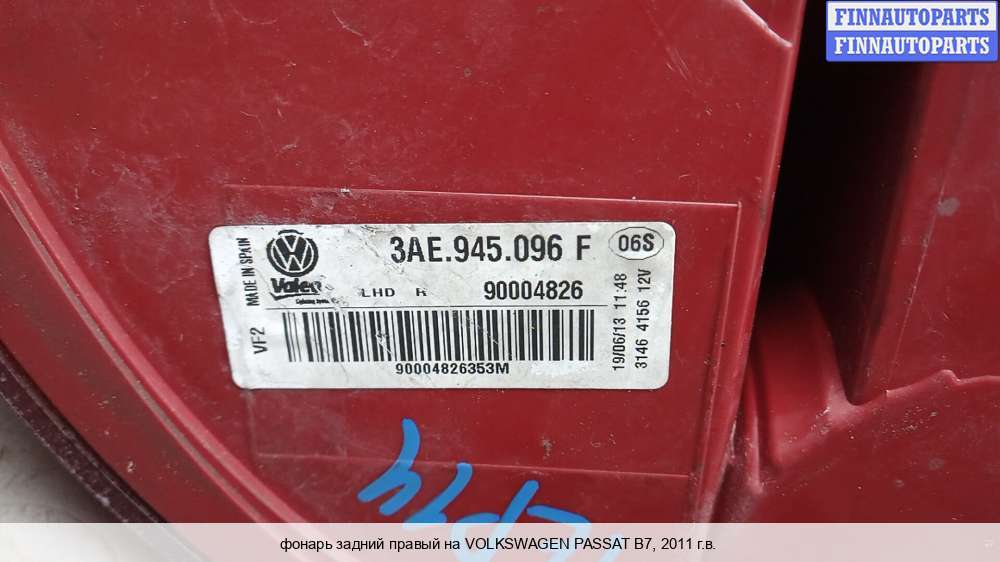 FINNAUTOPARTS
FINNAUTOPARTS
MADE IN SPAIN
VF2
3AE.945.096 F
06S
Valeo
LHD R 90004826
90004826353M
19/06/13 11:48
3146 4156 12V
фонарь задний правый на VOLKSWAGEN PASSAT B7, 2011 г.в.